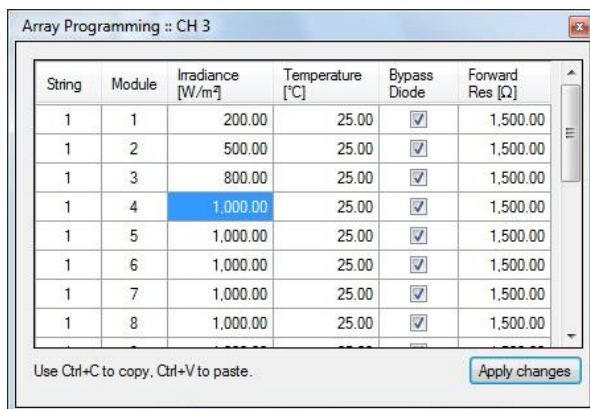 Array Programming :: CH 3
String Module Irradiance [W/m²] Temperature [°C] Bypass Diode Forward Res [Ω]
1 1 200.00 25.00 1,500.00
1 2 500.00 25.00 1,500.00
1 3 800.00 25.00 1,500.00
1 4 1,000.00 25.00 1,500.00
1 5 1,000.00 25.00 1,500.00
1 6 1,000.00 25.00 1,500.00
1 7 1,000.00 25.00 1,500.00
1 8 1,000.00 25.00 1,500.00
Use Ctrl+C to copy, Ctrl+V to paste.
Apply changes